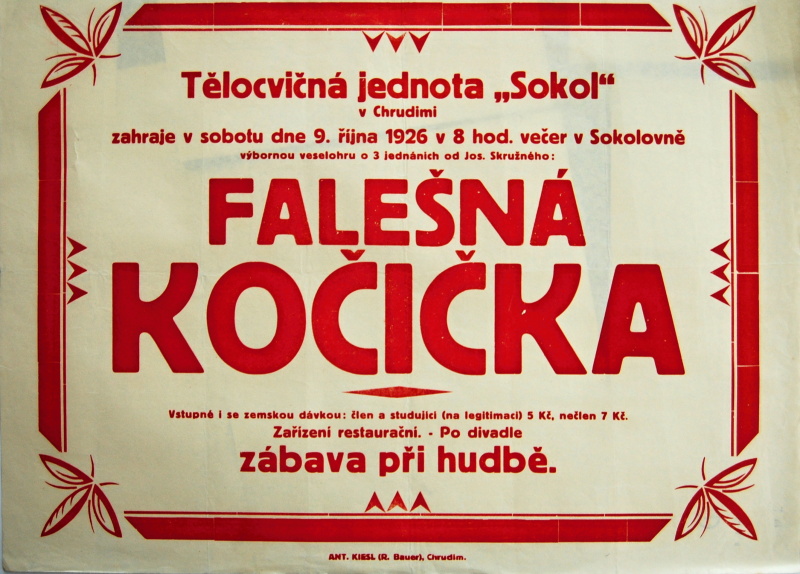 Tělocvičná jednota „Sokol“
v Chrudimi
zahraje v sobotu dne 9. října 1926 v 8 hod. večer v Sokolovně
výbornou veselohru o 3 jednáních od Jos. Skružného:
FALEŠNÁ
KOČIČKA
Vstupné i se zemskou dávkou: člen a studující (na legitimaci) 5 Kč, nečlen 7 Kč.
Zařízení restaurační. - Po divadle
zábava při hudbě.
ANT. KIESL (R. Bauer), Chrudim.